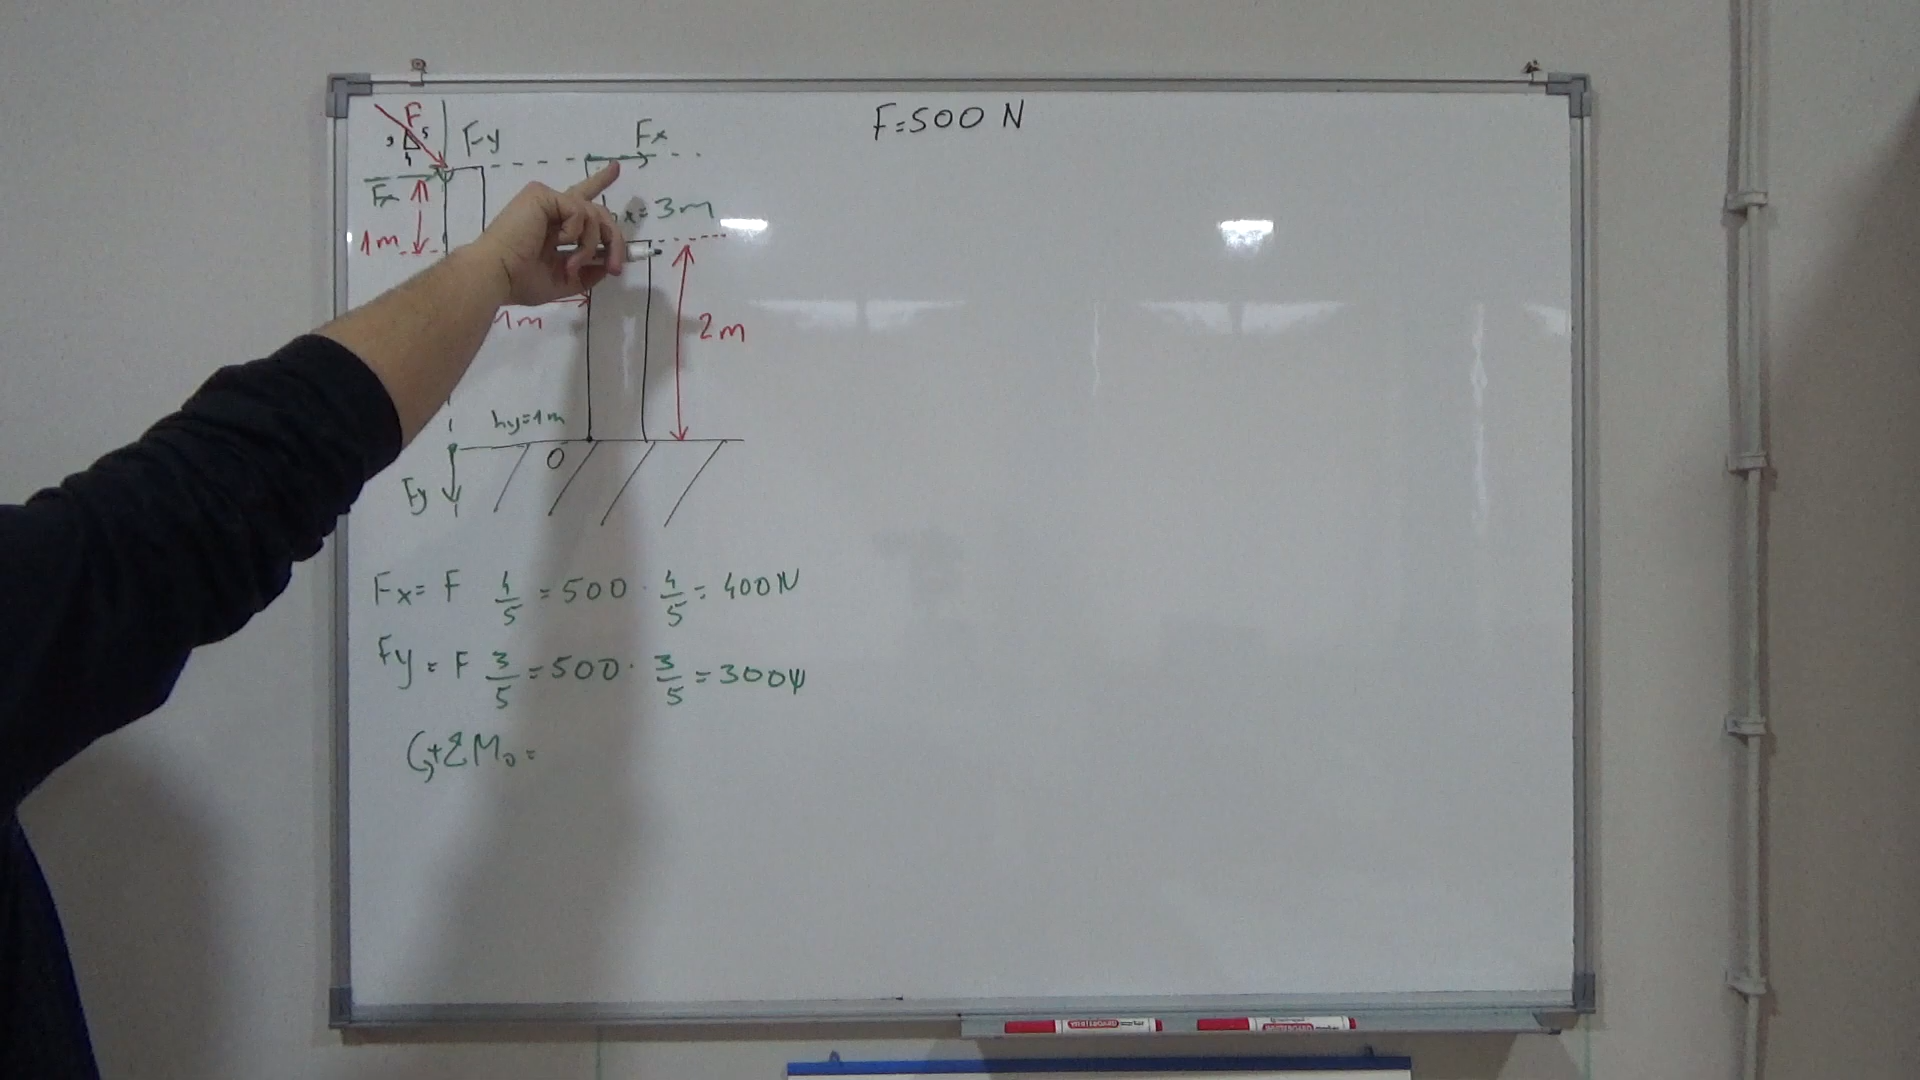 F=500 N
F
Fy
Fx
3
5
4
Fx
hx=3m
1m
1m
2m
hy=1m
O
Fy
Fx= F 4/5 =500 · 4/5 = 400N
Fy = F 3/5 =500 · 3/5 =300N
+ΣMo =